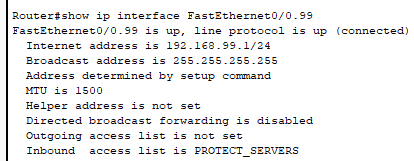 Router#show ip interface FastEthernet0/0.99
FastEthernet0/0.99 is up, line protocol is up (connected)
Internet address is 192.168.99.1/24
Broadcast address is 255.255.255.255
Address determined by setup command
MTU is 1500
Helper address is not set
Directed broadcast forwarding is disabled
Outgoing access list is not set
Inbound  access list is PROTECT_SERVERS